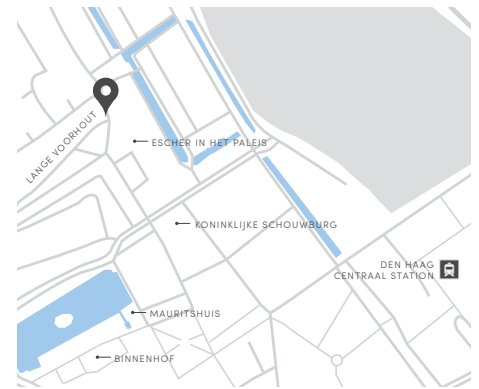 LANGE VOORHOUT
ESCHER IN HET PALEIS
KONINKLIJKE SCHOUWBURG
DEN HAAG
CENTRAAL STATION
MAURITSHUIS
BINNENHOF